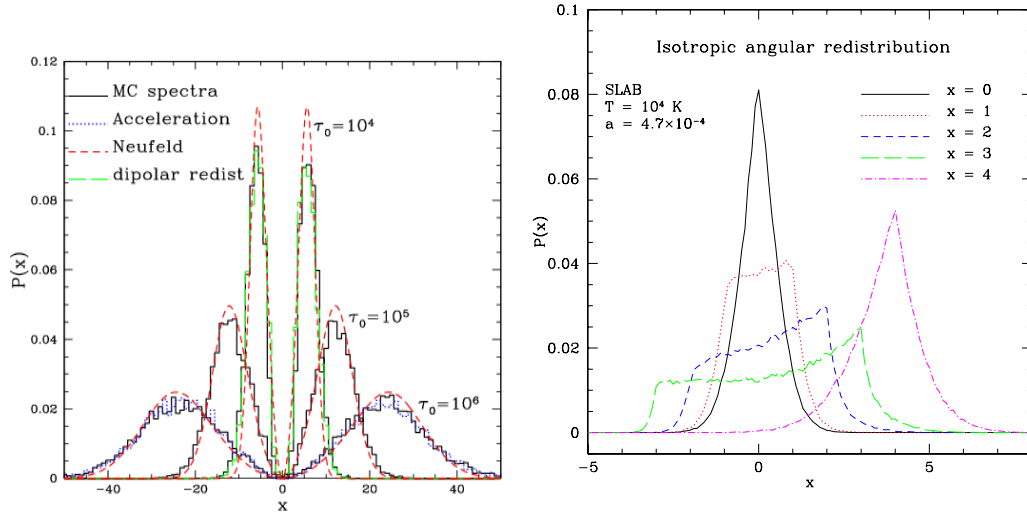 0.12
0.1
0.08
0.06
0.04
0.02
0
P(x)
MC spectra
Acceleration
Neufeld
dipolar redist
τ₀=10⁴
τ₀=10⁵
τ₀=10⁶
−40 −20 0 20 40
x
0.1
0.08
0.06
0.04
0.02
0
P(x)
Isotropic angular redistribution
SLAB
T = 10⁴ K
a = 4.7×10⁻⁴
x = 0
x = 1
x = 2
x = 3
x = 4
−5 0 5
x